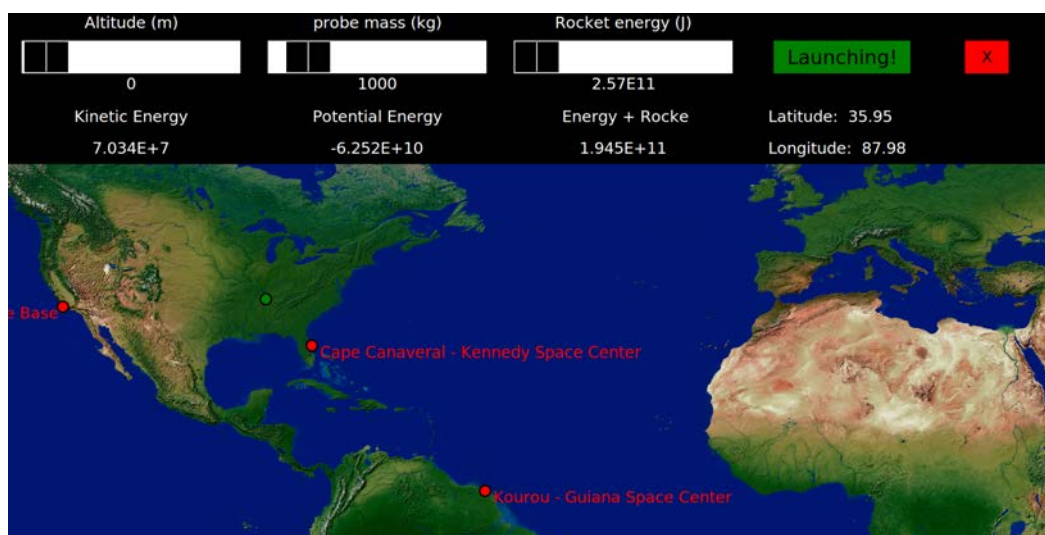 Altitude (m) probe mass (kg) Rocket energy (J)
Launching! X
0 1000 2.57E11
Kinetic Energy Potential Energy Energy + Rocke Latitude: 35.95
7.034E+7 -6.252E+10 1.945E+11 Longitude: 87.98
e Base
Cape Canaveral - Kennedy Space Center
Kourou - Guiana Space Center